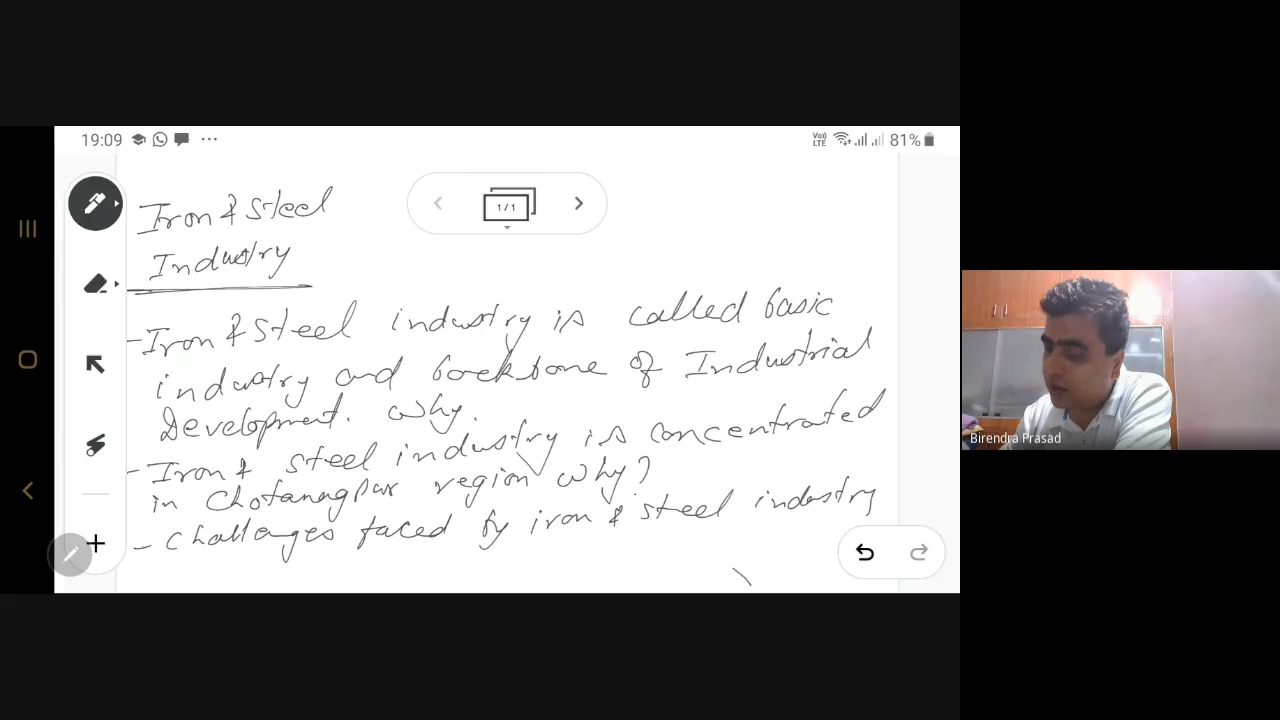 19:09
Vo)) LTE
81%
1/1
Iron & Steel
Industry
- Iron & Steel industry is called basic
industry and backbone of Industrial
Development. Why.
- Iron & steel industry is concentrated
in Chotanagpur region why?
- Challenges faced by iron & steel industry
Birendra Prasad